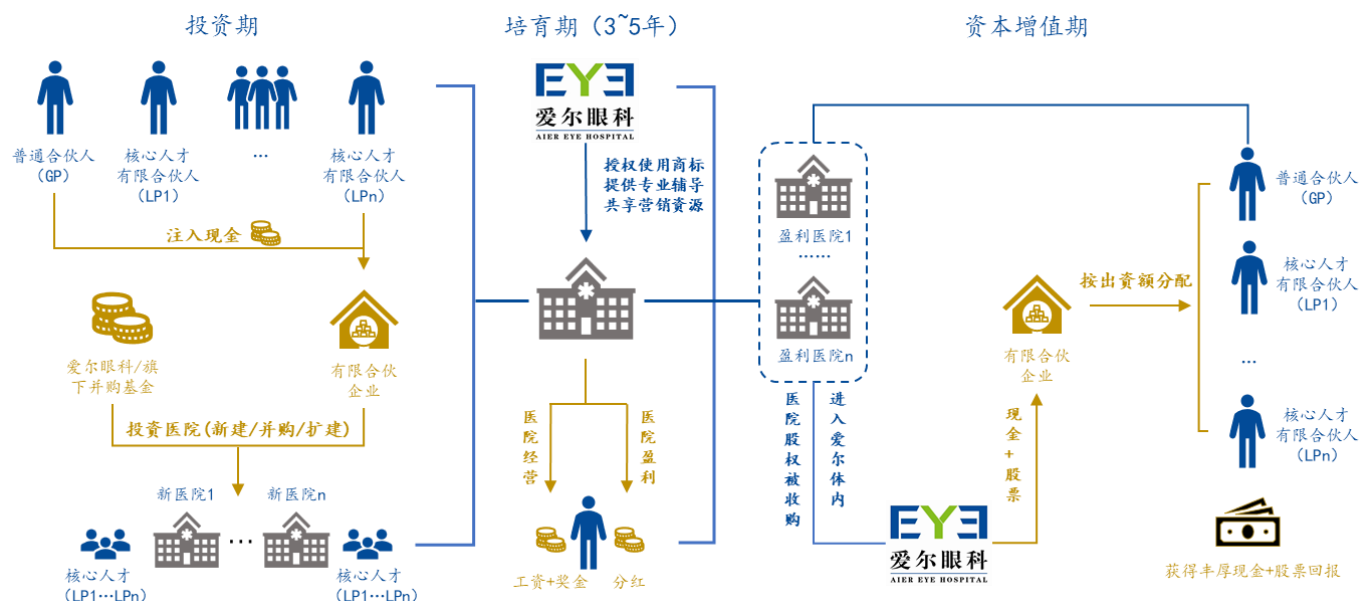 投资期
普通合伙人
（GP）
核心人才
有限合伙人
（LP1）
…
核心人才
有限合伙人
（LPn）
注入现金
爱尔眼科/旗
下并购基金
有限合伙
企业
投资医院(新建/并购/扩建)
新医院1
…
新医院n
核心人才
（LP1…LPn）
核心人才
（LP1…LPn）
培育期（3~5年）
EYE
爱尔眼科
AIER EYE HOSPITAL
授权使用商标
提供专业辅导
共享营销资源
医院经营
医院盈利
工资+奖金
分红
资本增值期
盈利医院1
……
盈利医院n
医院股权被收购
进入爱尔体内
EYE
爱尔眼科
AIER EYE HOSPITAL
现金+股票
有限合伙
企业
按出资额分配
普通合伙人
（GP）
核心人才
有限合伙人
（LP1）
…
核心人才
有限合伙人
（LPn）
获得丰厚现金+股票回报